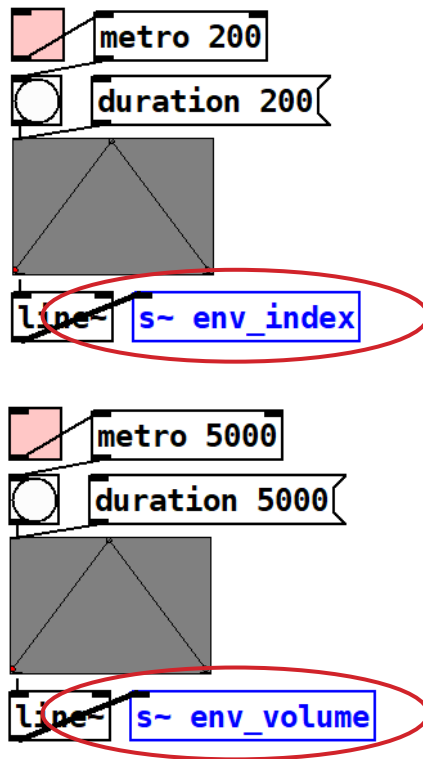 metro 200
duration 200
line~ s~ env_index
metro 5000
duration 5000
line~ s~ env_volume